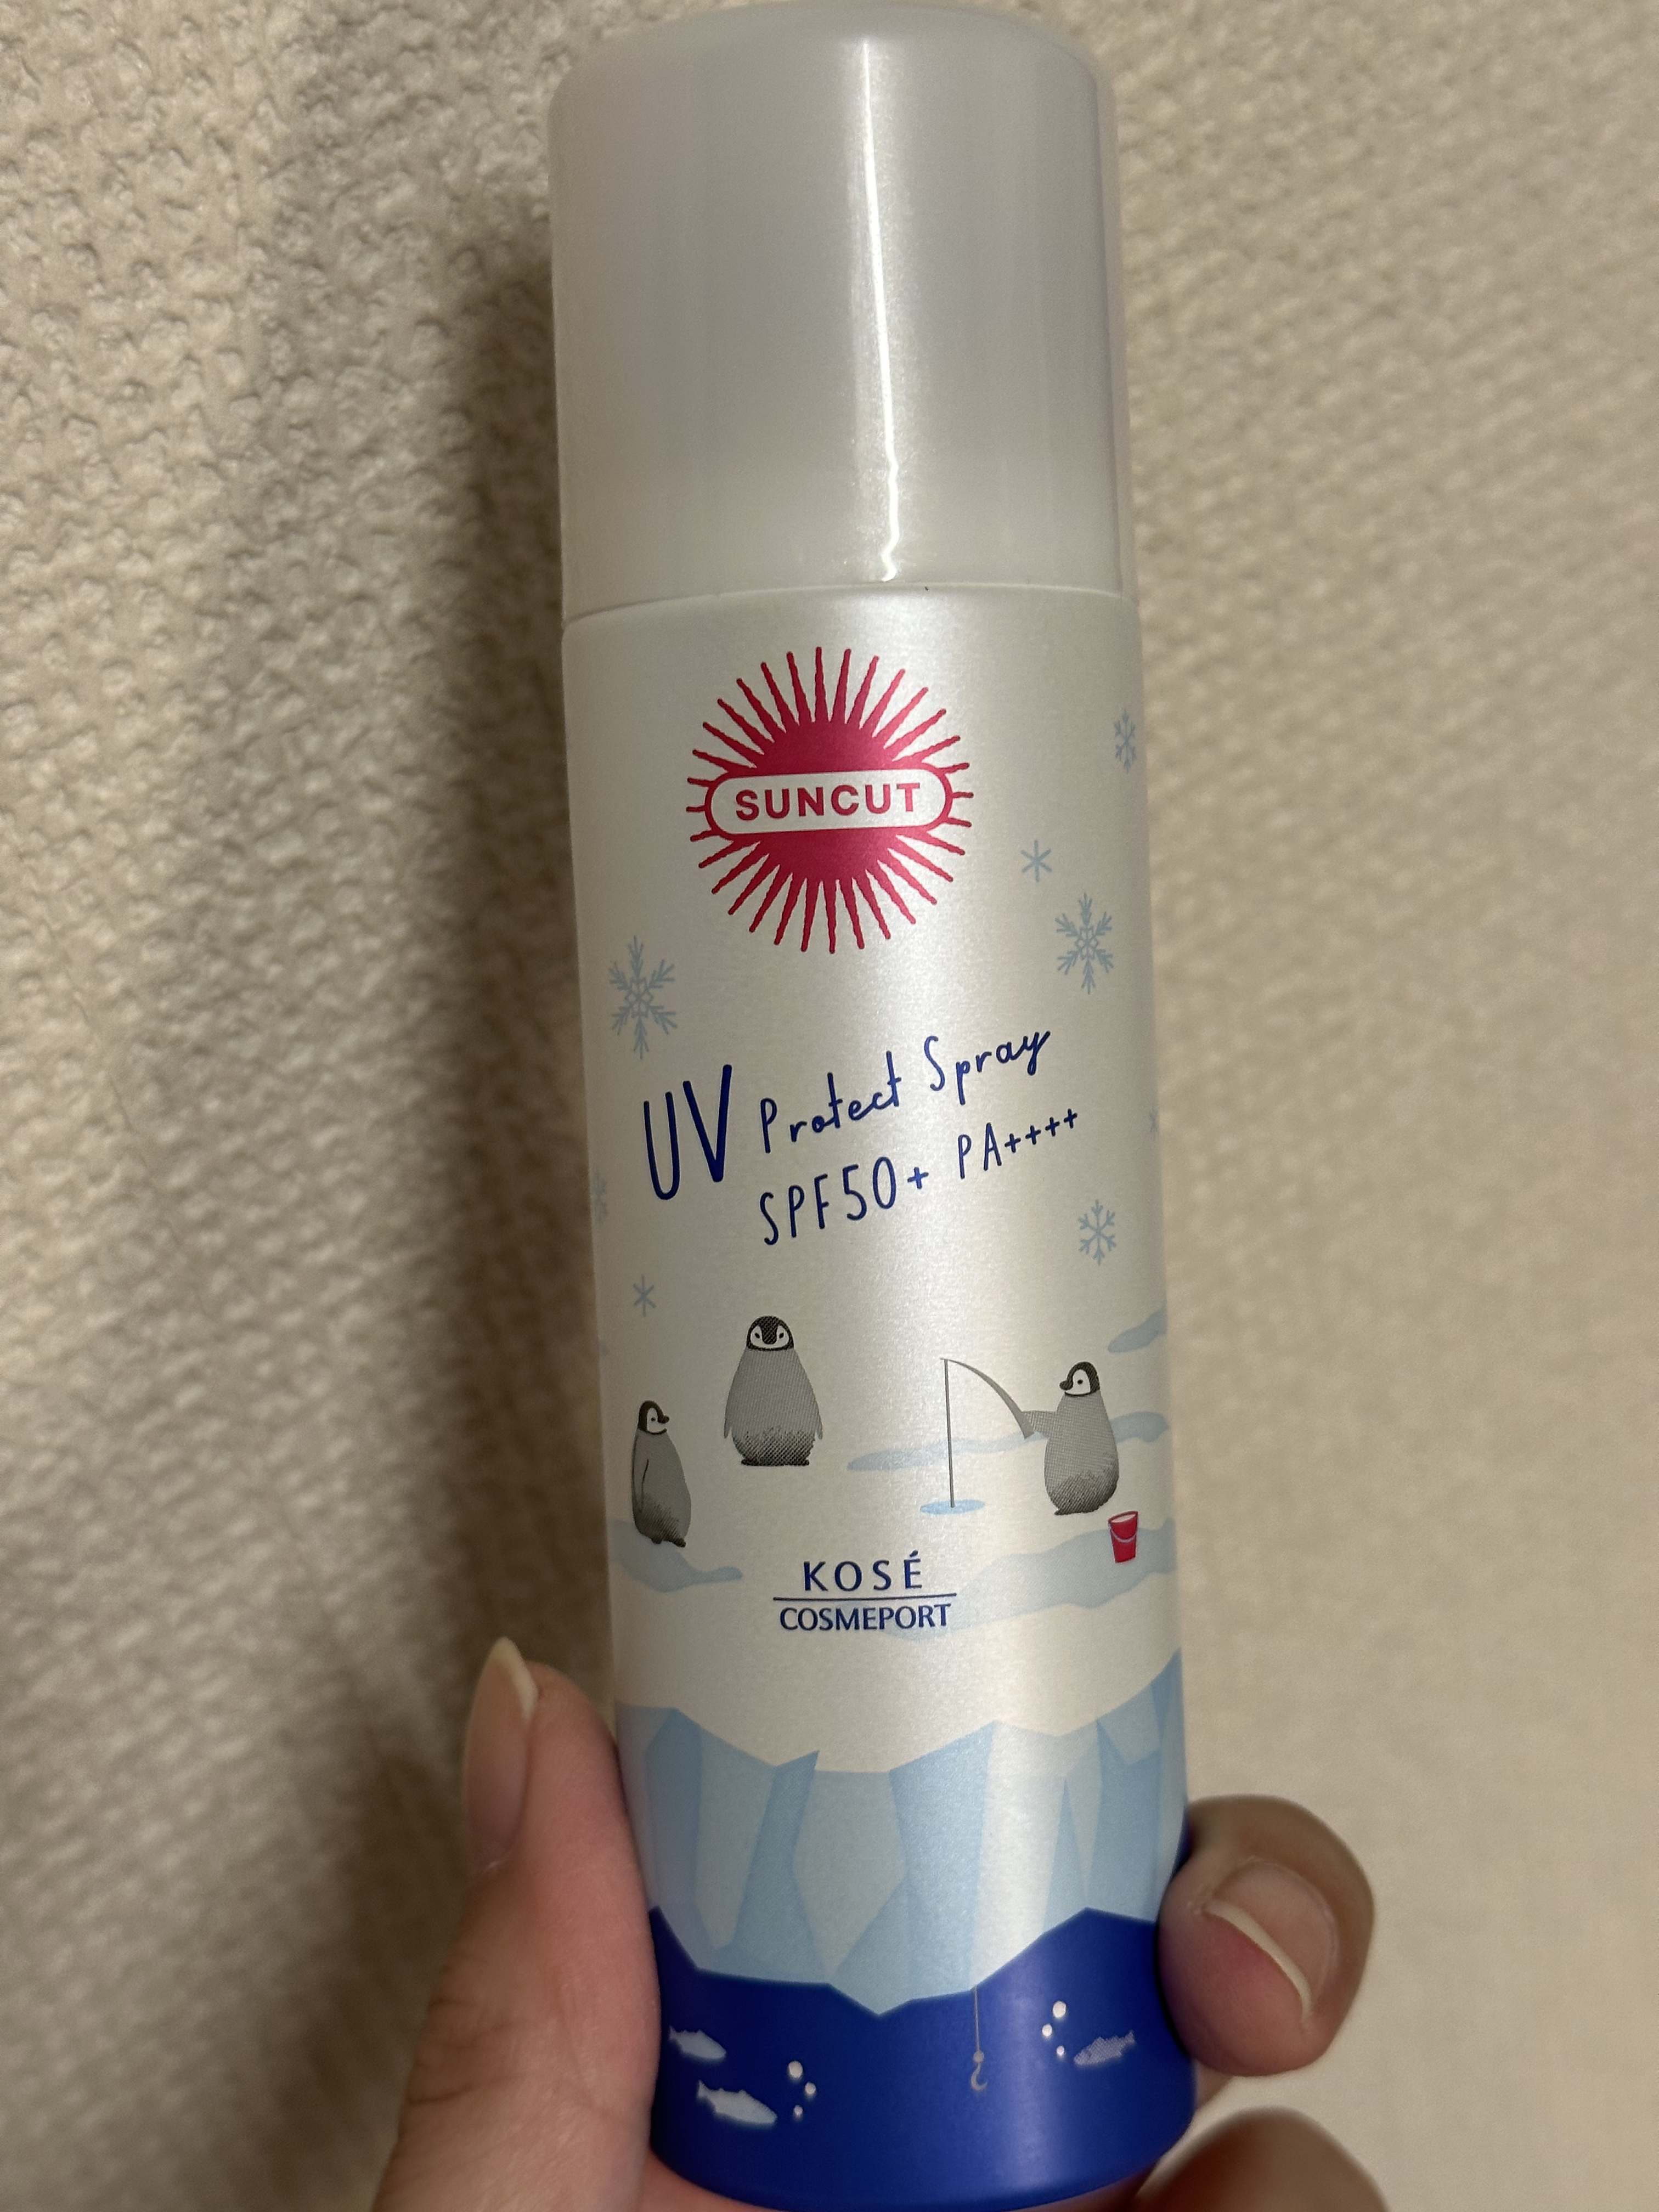 SUNCUT
UV Protect Spray
SPF50+ PA++++
KOSÉ
COSMEPORT